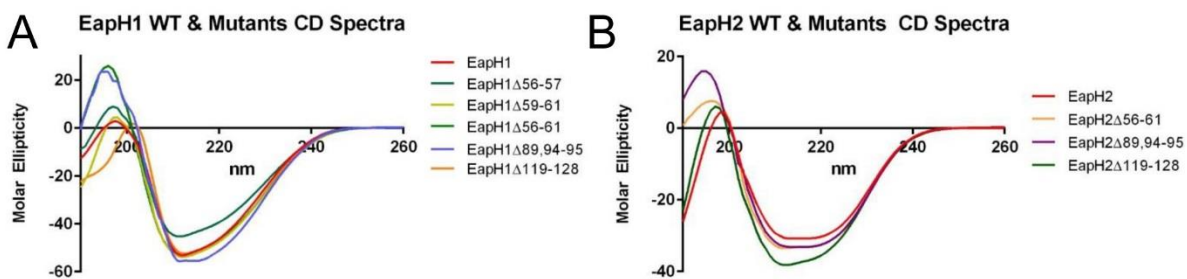 A
EapH1 WT & Mutants CD Spectra
Molar Ellipticity
20
0
-20
-40
-60
200
220
240
260
nm
EapH1
EapH1Δ56-57
EapH1Δ59-61
EapH1Δ56-61
EapH1Δ89,94-95
EapH1Δ119-128
B
EapH2 WT & Mutants CD Spectra
Molar Ellipticity
20
0
-20
-40
200
220
240
260
nm
EapH2
EapH2Δ56-61
EapH2Δ89,94-95
EapH2Δ119-128